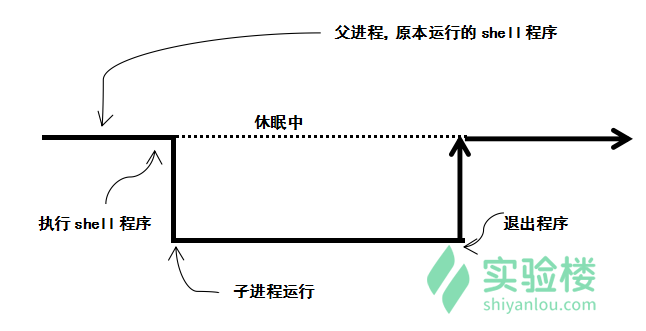 父进程, 原本运行的 shell 程序
休眠中
执行 shell 程序
退出程序
子进程运行
实验楼
shiyanlou.com